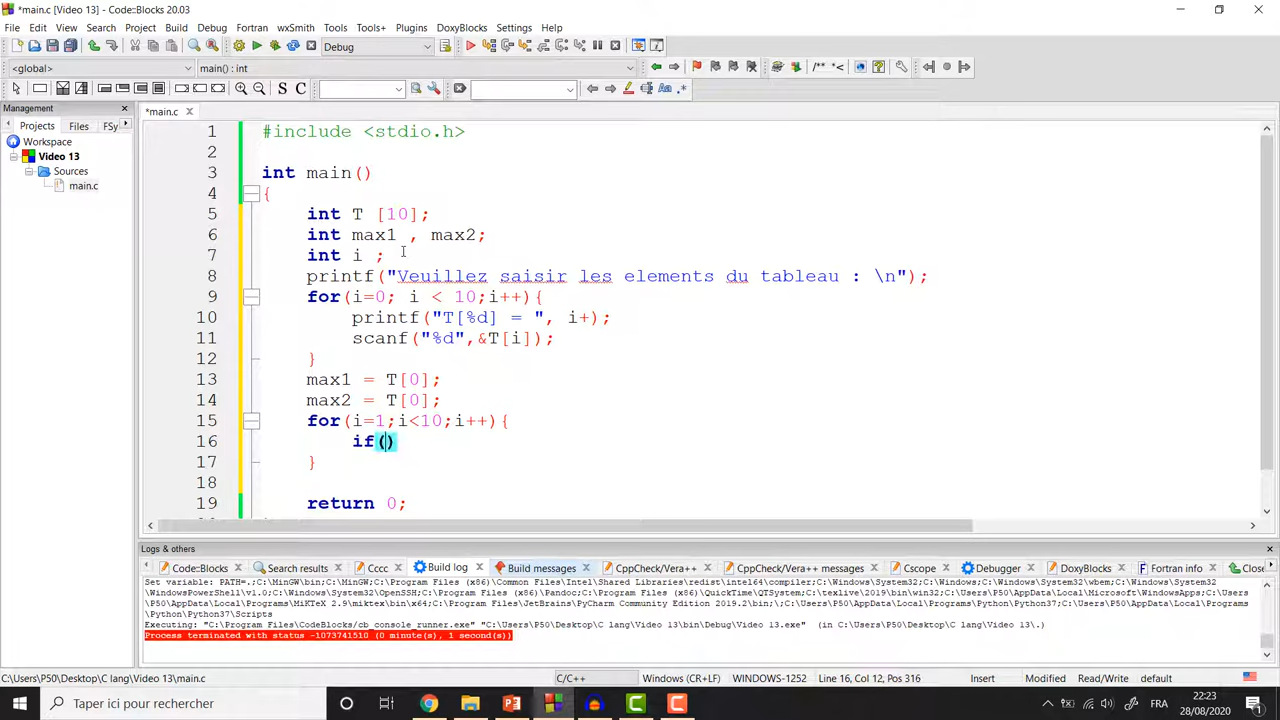 *main.c [Video 13] - Code::Blocks 20.03
File Edit View Search Project Build Debug Fortran wxSmith Tools Tools+ Plugins DoxyBlocks Settings Help
Debug
<global> main() : int
/** *<
S C
Aa .*
Management
Projects Files FSy
Workspace
Video 13
Sources
main.c
*main.c
1 #include <stdio.h>
2
3 int main()
4 {
5 int T [10];
6 int max1 , max2;
7 int i ;
8 printf("Veuillez saisir les elements du tableau : \n");
9 for(i=0; i < 10;i++){
10 printf("T[%d] = ", i+);
11 scanf("%d",&T[i]);
12 }
13 max1 = T[0];
14 max2 = T[0];
15 for(i=1;i<10;i++){
16 if()
17 }
18
19 return 0;
Logs & others
Code::Blocks Search results Cccc Build log Build messages CppCheck/Vera++ CppCheck/Vera++ messages Cscope Debugger DoxyBlocks Fortran info Close
Set variable: PATH=.;C:\MinGW\bin;C:\MinGW;C:\Program Files (x86)\Common Files\Intel\Shared Libraries\redist\intel64\compiler;C:\Windows\System32;C:\Windows;C:\Windows\System32\wbem;C:\Windows\System32
\WindowsPowerShell\v1.0;C:\Windows\System32\OpenSSH;C:\Program Files (x86)\Pandoc;C:\Program Files (x86)\QuickTime\QTSystem;C:\texlive\2019\bin\win32;C:\Users\P50\AppData\Local\Microsoft\WindowsApps;C:\Users
\P50\AppData\Local\Programs\MiKTeX 2.9\miktex\bin\x64;C:\Program Files\JetBrains\PyCharm Community Edition 2019.2\bin;\;C:\Users\P50\AppData\Local\Programs\Python\Python37;C:\Users\P50\AppData\Local\Programs
\Python\Python37\Scripts
Executing: "C:\Program Files\CodeBlocks/cb_console_runner.exe" "C:\Users\P50\Desktop\C lang\Video 13\bin\Debug\Video 13.exe" (in C:\Users\P50\Desktop\C lang\Video 13\.)
Process terminated with status -1073741510 (0 minute(s), 1 second(s))
C:\Users\P50\Desktop\C lang\Video 13\main.c C/C++ Windows (CR+LF) WINDOWS-1252 Line 16, Col 12, Pos 316 Insert Modified Read/Write default
Taper ici pour rechercher
FRA
22:23
28/08/2020